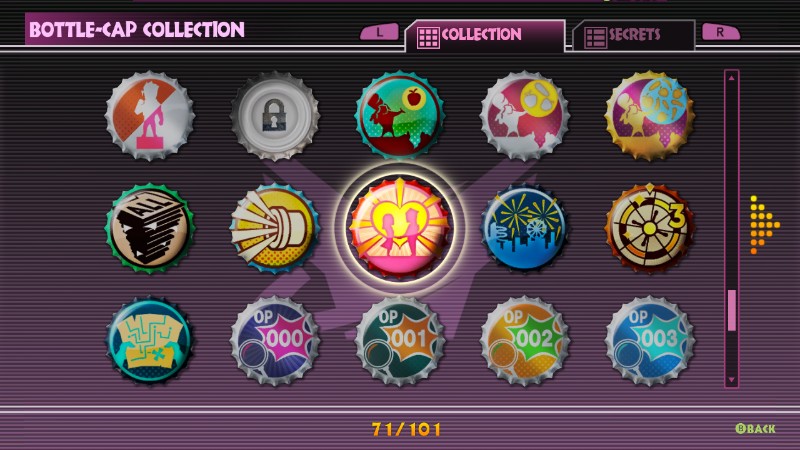 BOTTLE-CAP COLLECTION
L
COLLECTION
SECRETS
R
3
OP
000
OP
001
OP
002
OP
003
71/101
B BACK